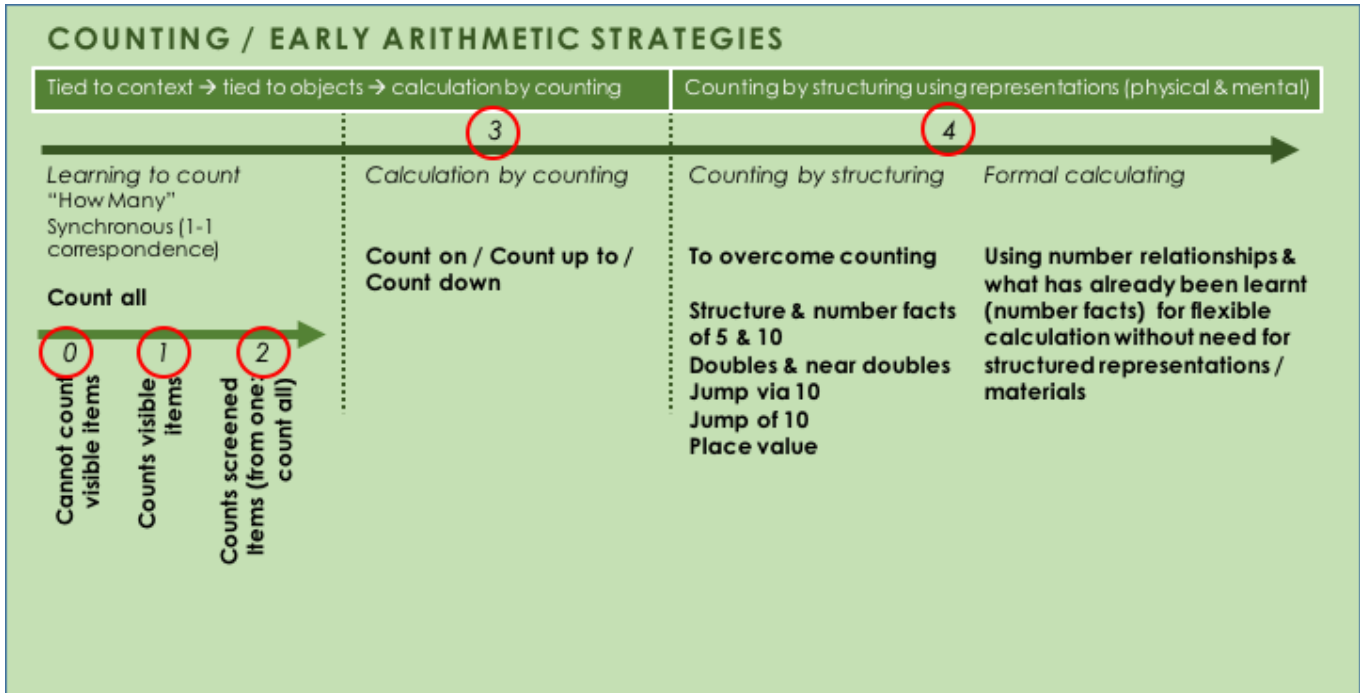 COUNTING / EARLY ARITHMETIC STRATEGIES
Tied to context → tied to objects → calculation by counting
Counting by structuring using representations (physical & mental)
3
4
Learning to count
"How Many"
Synchronous (1-1
correspondence)
Count all
0
1
2
Cannot count
visible items
Counts visible
items
Counts screened
Items (from one:
count all)
Calculation by counting
Count on / Count up to /
Count down
Counting by structuring
To overcome counting
Structure & number facts
of 5 & 10
Doubles & near doubles
Jump via 10
Jump of 10
Place value
Formal calculating
Using number relationships &
what has already been learnt
(number facts) for flexible
calculation without need for
structured representations /
materials